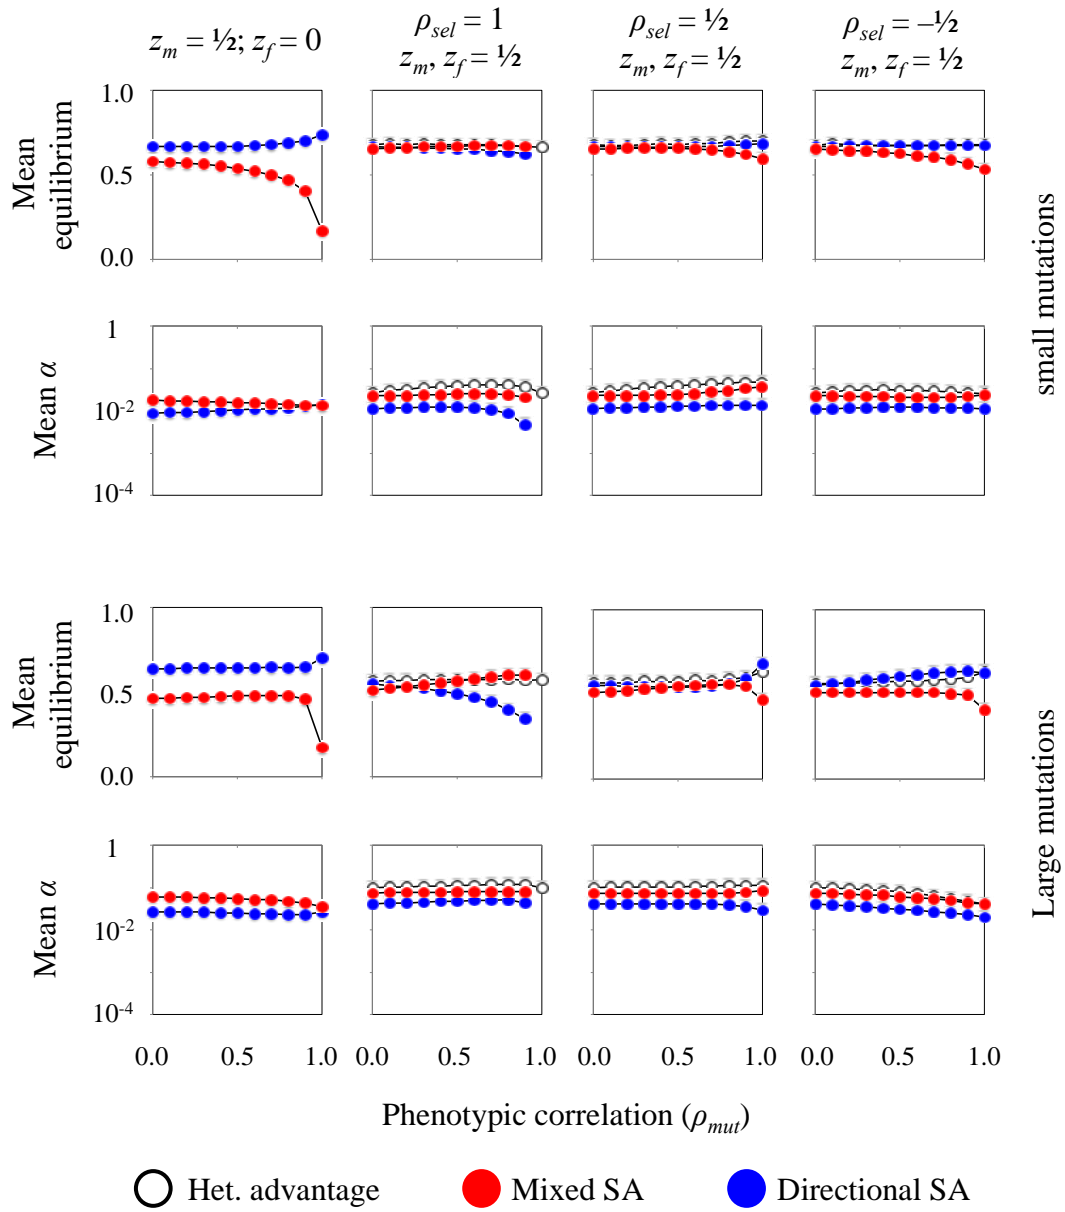 z_m = ½; z_f = 0
ρ_sel = 1
z_m, z_f = ½
ρ_sel = ½
z_m, z_f = ½
ρ_sel = –½
z_m, z_f = ½
Mean
equilibrium
1.0
0.5
0.0
small mutations
Mean α
1
10^-2
10^-4
Mean
equilibrium
1.0
0.5
0.0
Large mutations
Mean α
1
10^-2
10^-4
0.0 0.5 1.0 0.0 0.5 1.0 0.0 0.5 1.0 0.0 0.5 1.0
Phenotypic correlation (ρ_mut)
Het. advantage Mixed SA Directional SA